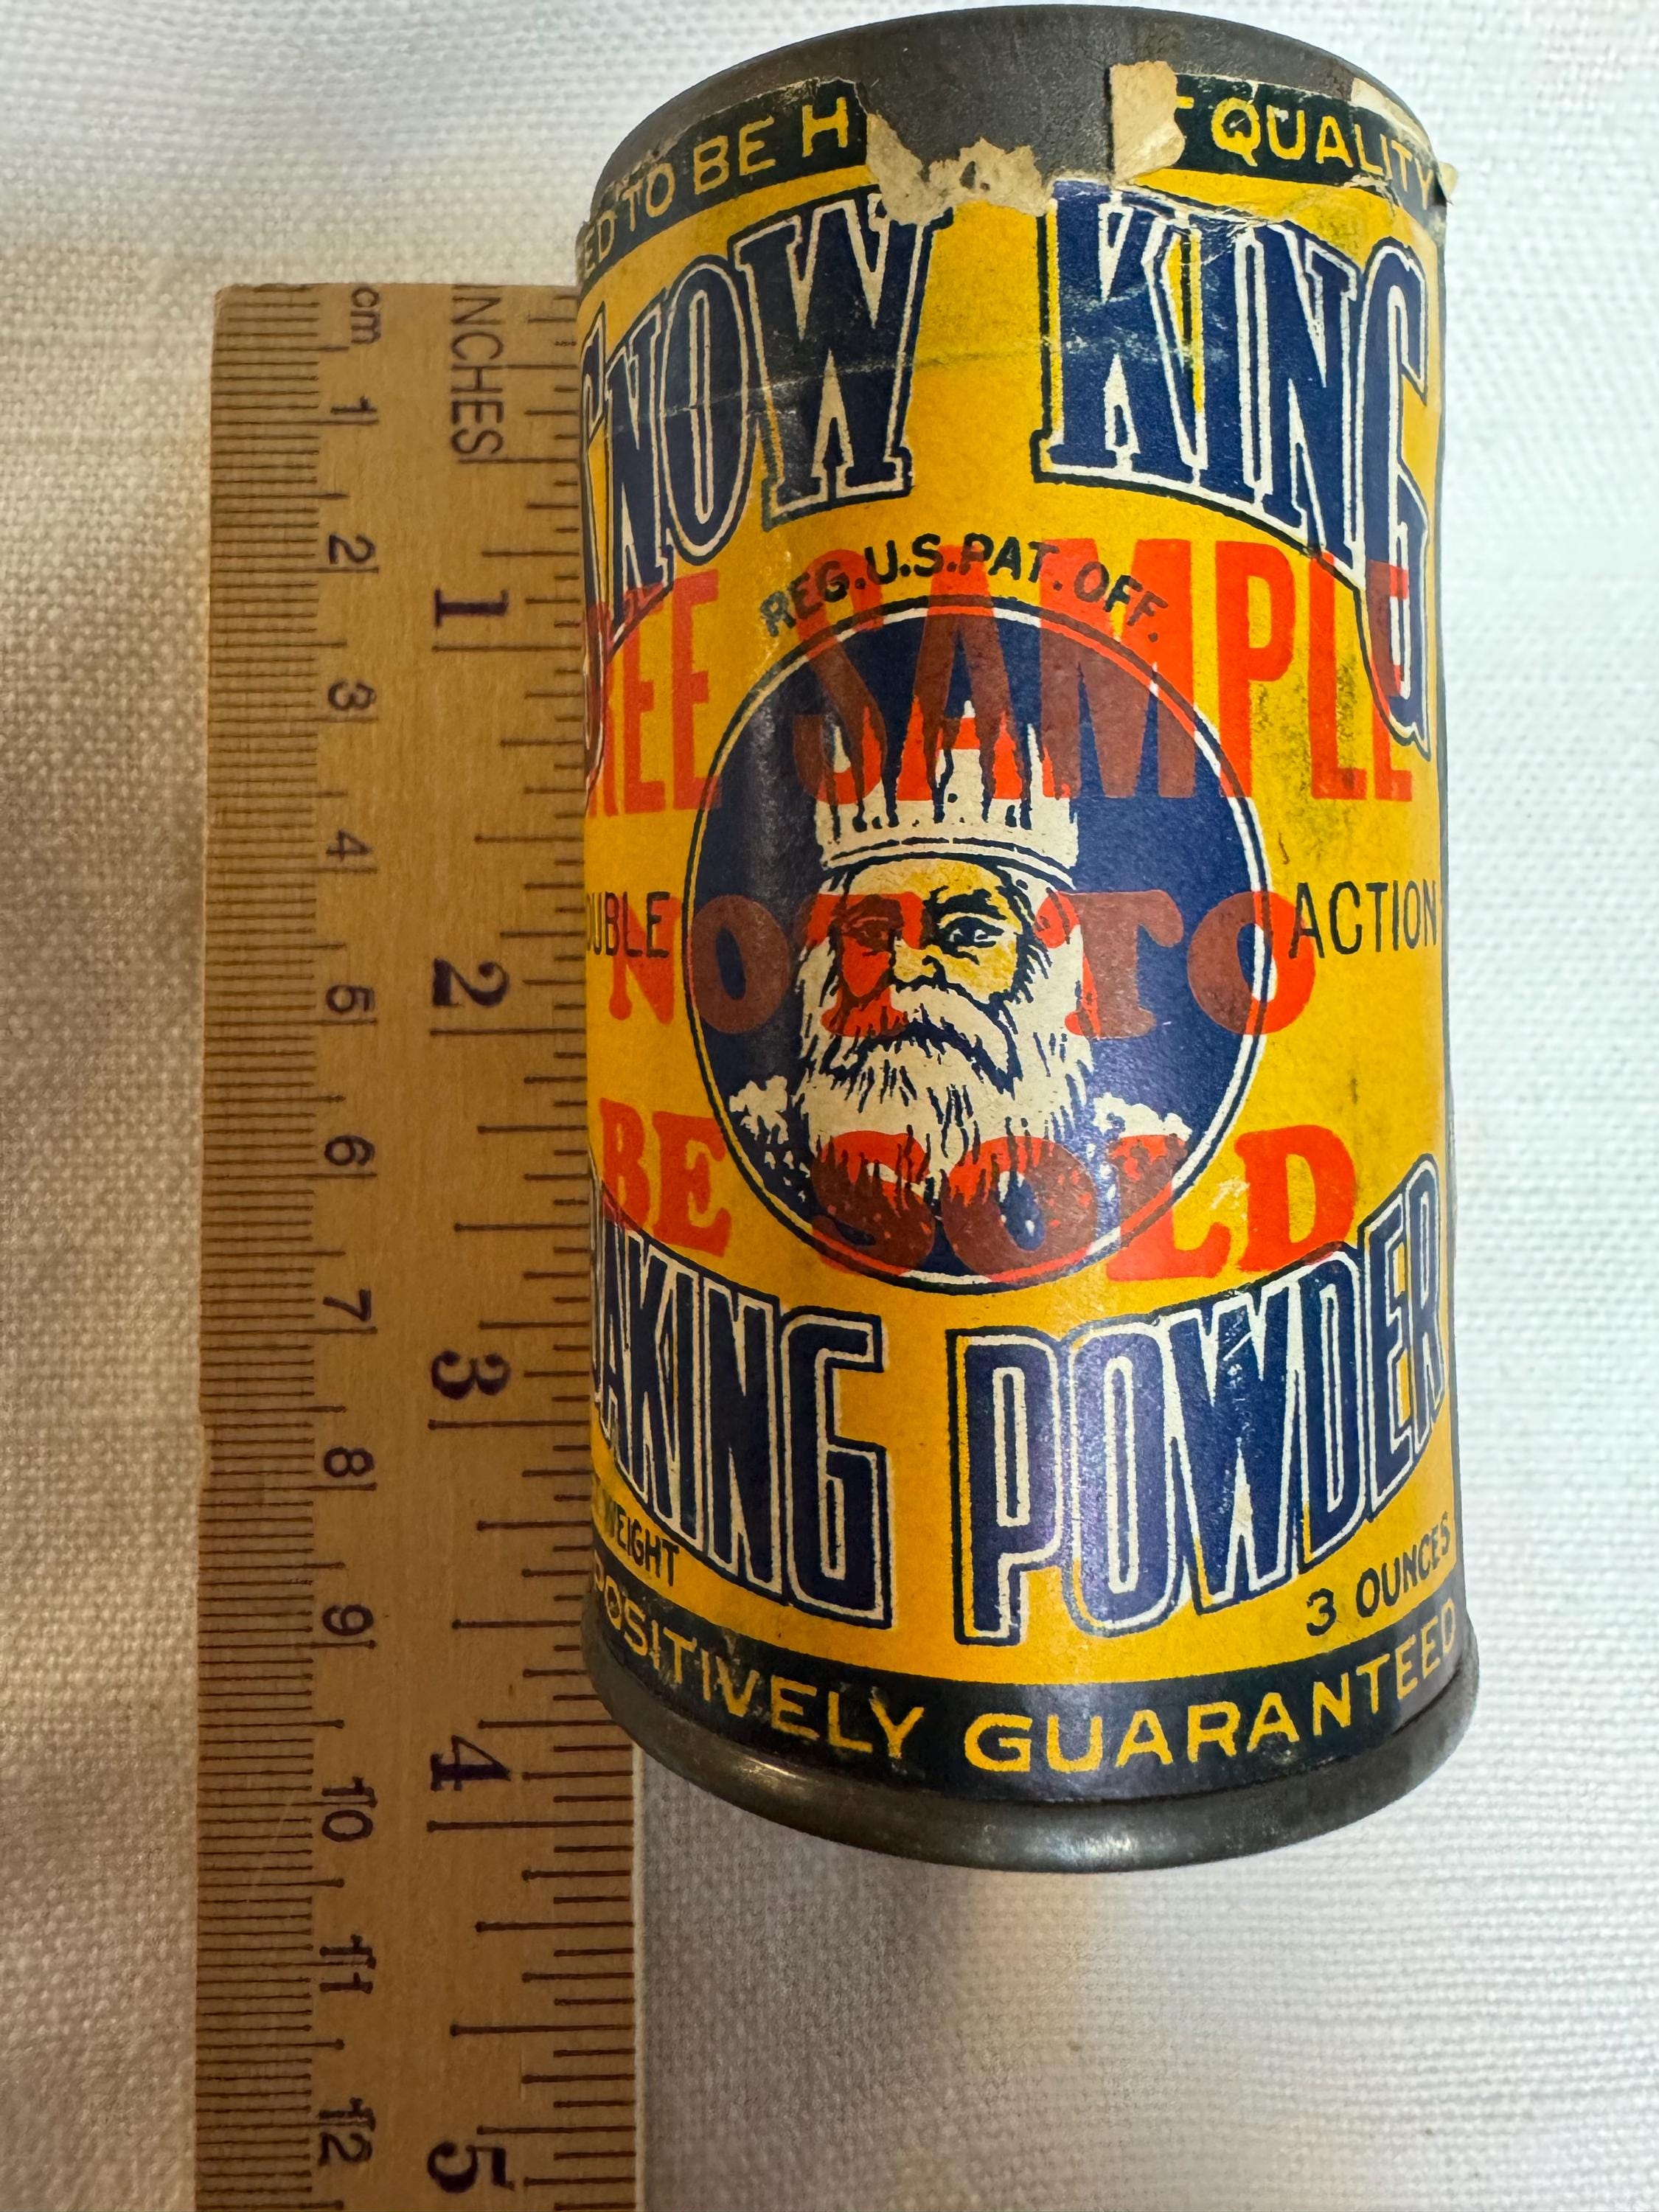 ED TO BE H
QUALITY
SNOW KING
REG. U.S. PAT. OFF.
REE SAMPLE
OUBLE ACTION
NOT TO
BE SOLD
BAKING POWDER
WEIGHT 3 OUNCES
POSITIVELY GUARANTEED
cm
1
2
3
4
5
6
7
8
9
10
11
12
INCHES
1
2
3
4
5